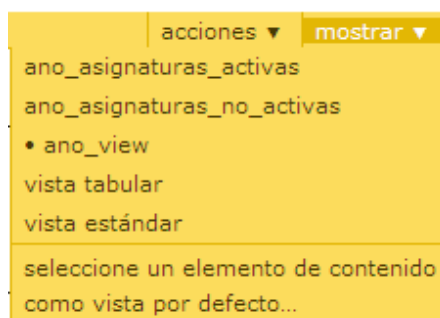 acciones ▼ mostrar ▼
ano_asignaturas_activas
ano_asignaturas_no_activas
• ano_view
vista tabular
vista estándar
seleccione un elemento de contenido
como vista por defecto...